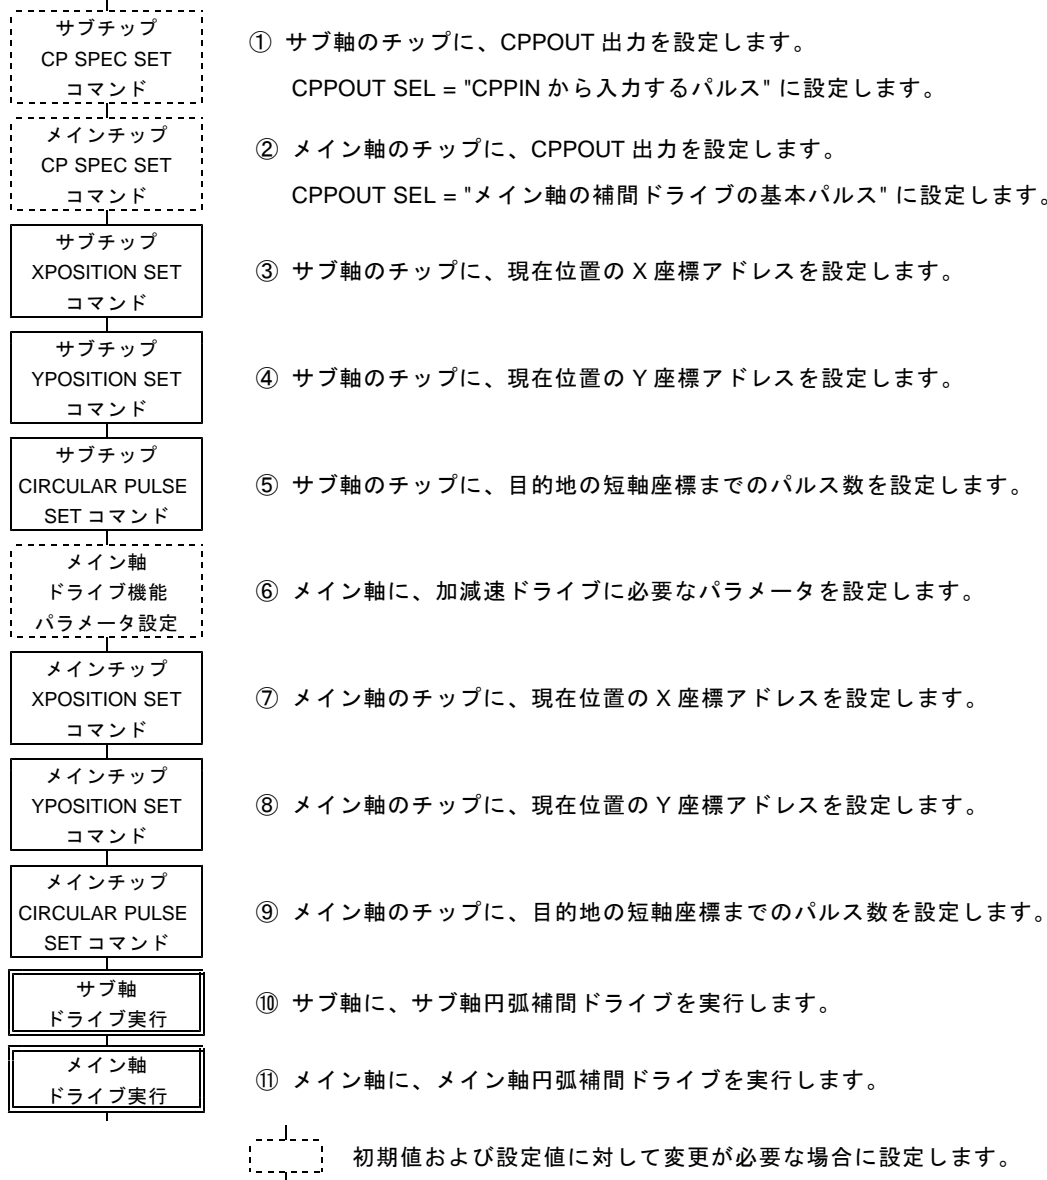 サブチップ
CP SPEC SET
コマンド
① サブ軸のチップに、CPPOUT 出力を設定します。
CPPOUT SEL = "CPPIN から入力するパルス" に設定します。
メインチップ
CP SPEC SET
コマンド
② メイン軸のチップに、CPPOUT 出力を設定します。
CPPOUT SEL = "メイン軸の補間ドライブの基本パルス" に設定します。
サブチップ
XPOSITION SET
コマンド
③ サブ軸のチップに、現在位置の X 座標アドレスを設定します。
サブチップ
YPOSITION SET
コマンド
④ サブ軸のチップに、現在位置の Y 座標アドレスを設定します。
サブチップ
CIRCULAR PULSE
SET コマンド
⑤ サブ軸のチップに、目的地の短軸座標までのパルス数を設定します。
メイン軸
ドライブ機能
パラメータ設定
⑥ メイン軸に、加減速ドライブに必要なパラメータを設定します。
メインチップ
XPOSITION SET
コマンド
⑦ メイン軸のチップに、現在位置の X 座標アドレスを設定します。
メインチップ
YPOSITION SET
コマンド
⑧ メイン軸のチップに、現在位置の Y 座標アドレスを設定します。
メインチップ
CIRCULAR PULSE
SET コマンド
⑨ メイン軸のチップに、目的地の短軸座標までのパルス数を設定します。
サブ軸
ドライブ実行
⑩ サブ軸に、サブ軸円弧補間ドライブを実行します。
メイン軸
ドライブ実行
⑪ メイン軸に、メイン軸円弧補間ドライブを実行します。
初期値および設定値に対して変更が必要な場合に設定します。